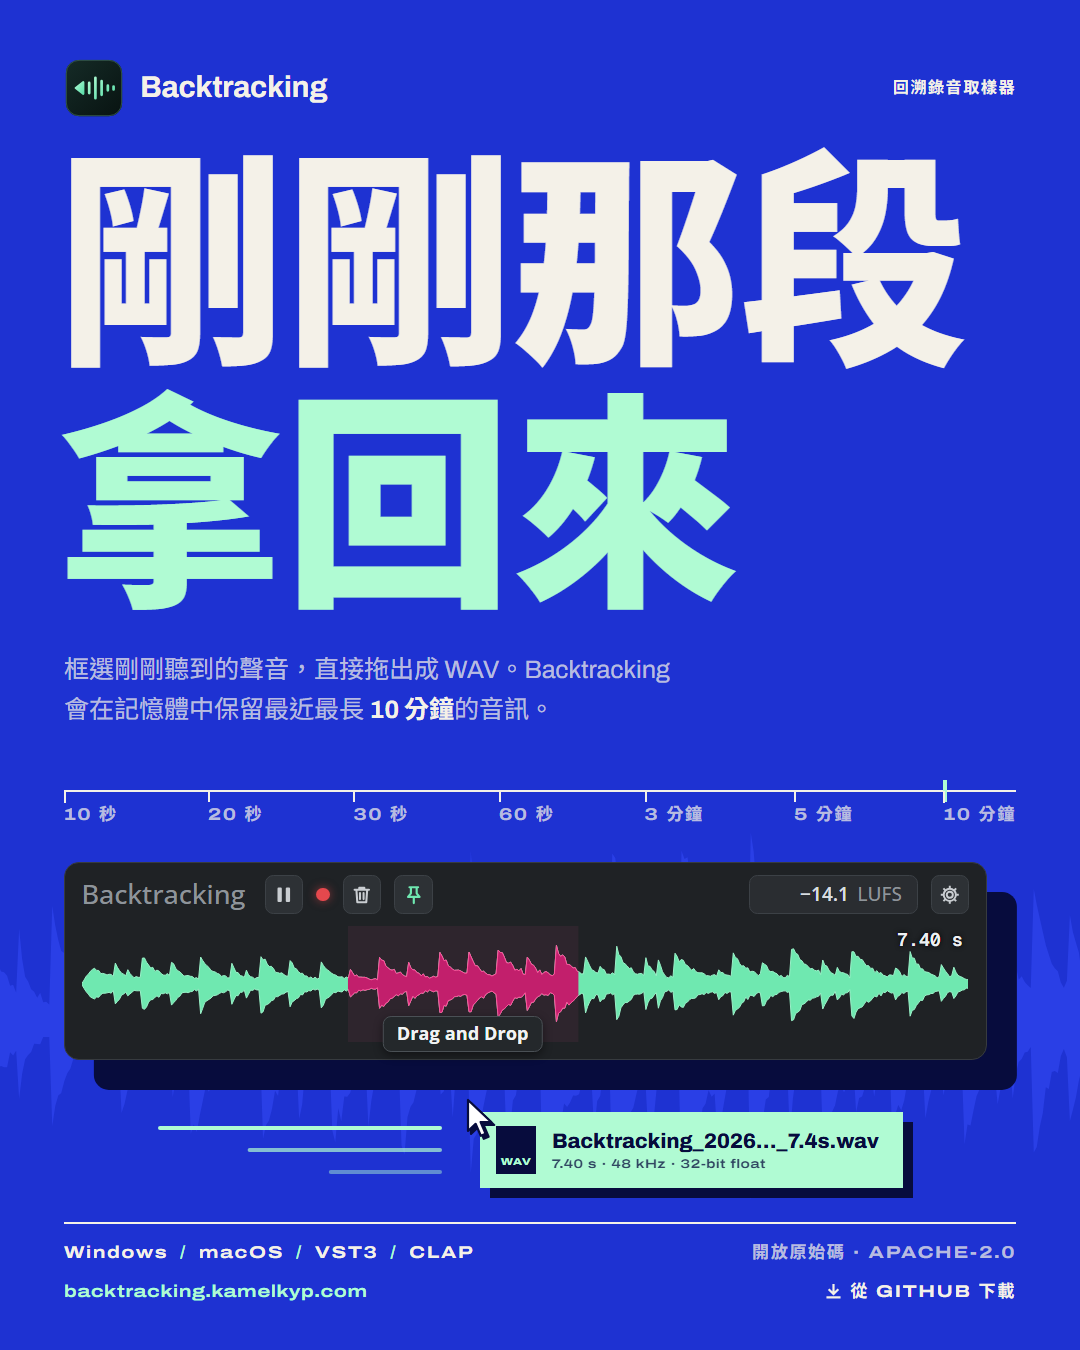 Backtracking
回溯錄音取樣器
剛剛那段
拿回來
框選剛剛聽到的聲音，直接拖出成 WAV。Backtracking
會在記憶體中保留最近最長 10 分鐘的音訊。
10 秒 20 秒 30 秒 60 秒 3 分鐘 5 分鐘 10 分鐘
Backtracking −14.1 LUFS
7.40 s
Drag and Drop
WAV
Backtracking_2026..._7.4s.wav
7.40 s · 48 kHz · 32-bit float
Windows / macOS / VST3 / CLAP
開放原始碼 · APACHE-2.0
backtracking.kamelkyp.com
從 GITHUB 下載